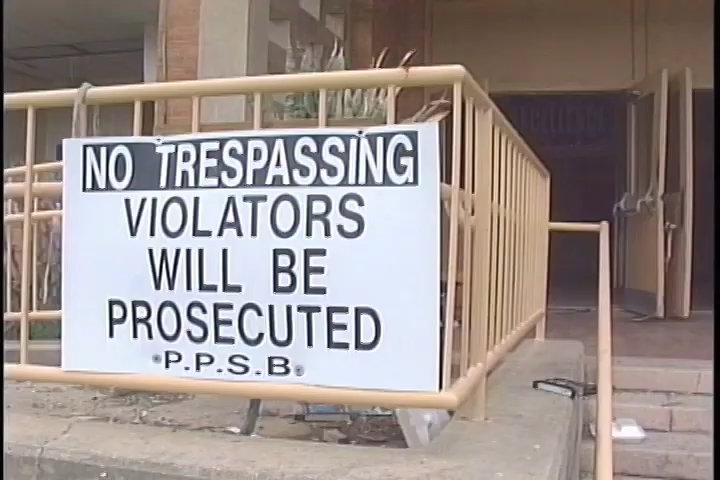 NO TRESPASSING
VIOLATORS
WILL BE
PROSECUTED
P.P.S.B.